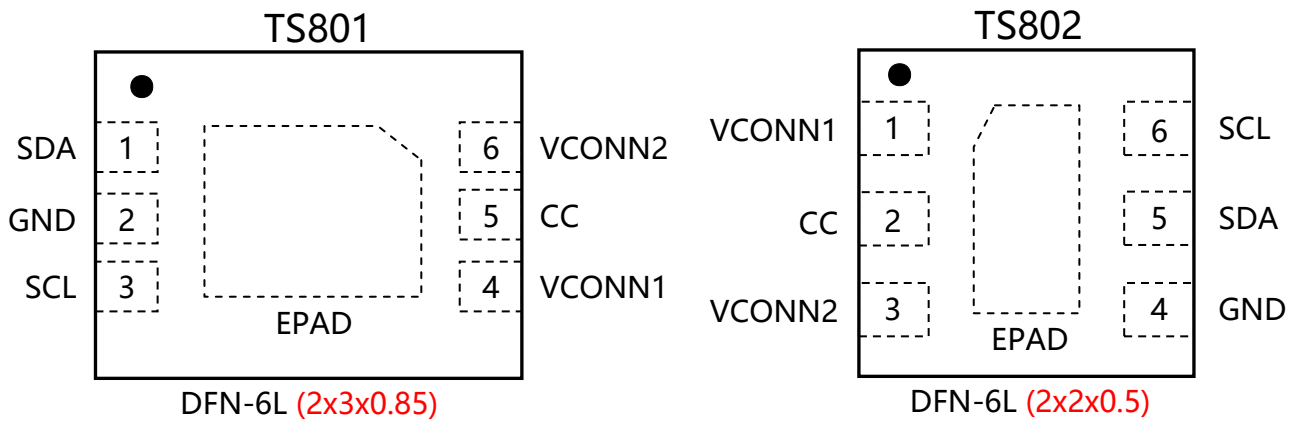 TS801
SDA 1 6 VCONN2
GND 2 5 CC
SCL 3 4 VCONN1
EPAD
DFN-6L (2x3x0.85)
TS802
VCONN1 1 6 SCL
CC 2 5 SDA
VCONN2 3 4 GND
EPAD
DFN-6L (2x2x0.5)